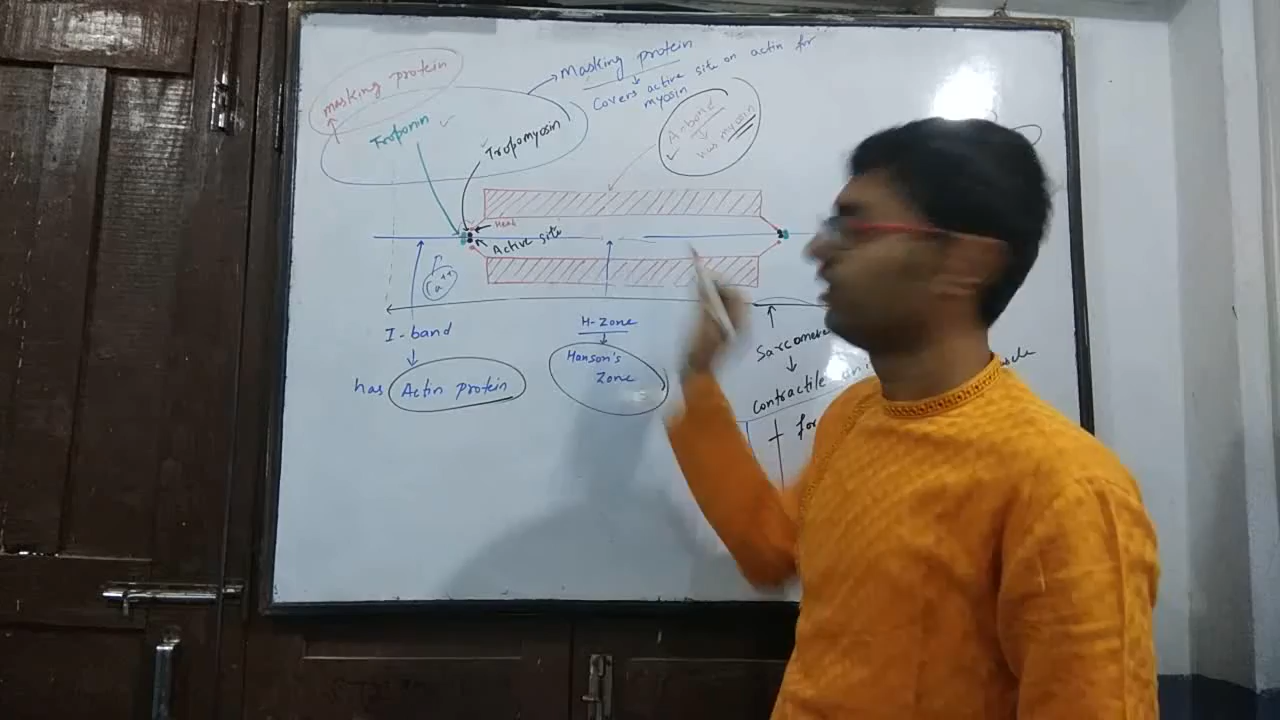 masking protein
Masking protein
Covers active site on actin for
myosin
Troponin
Tropomyosin
A-band
has myosin
Head
Active site
Ca++
I-band
has Actin protein
H-Zone
Hanson's
Zone
Sarcomere
Contractile
for